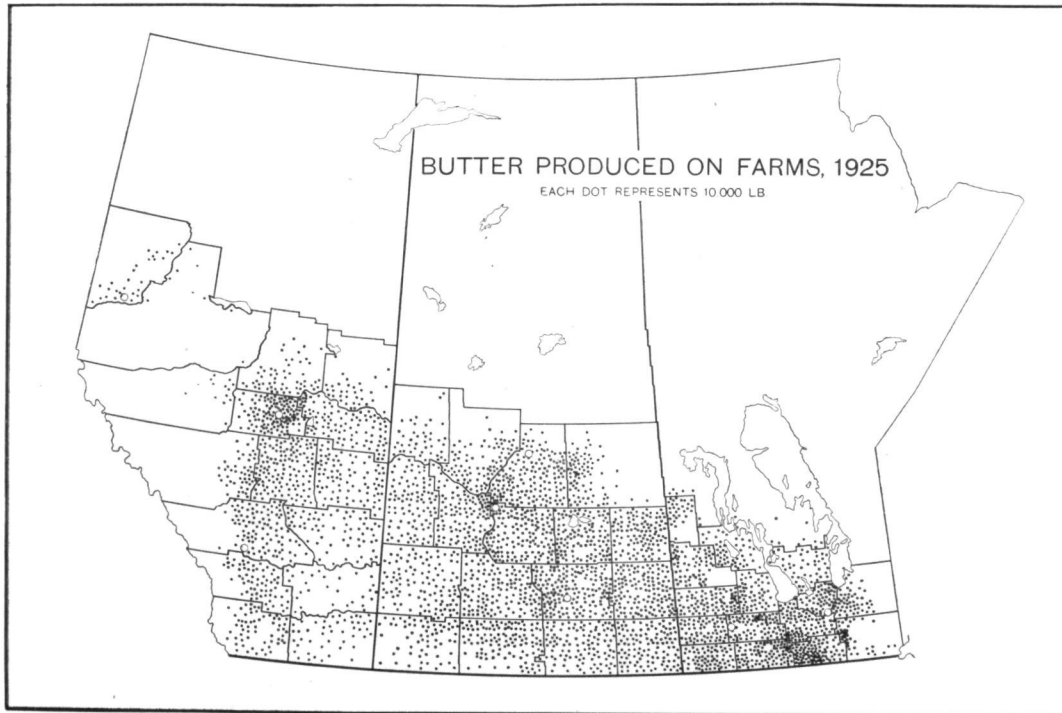 BUTTER PRODUCED ON FARMS, 1925
EACH DOT REPRESENTS 10.000 LB